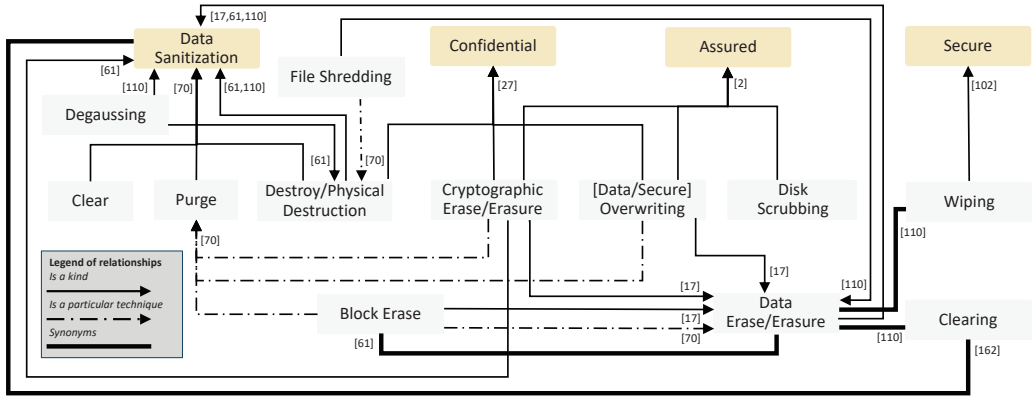 [17,61,110]
Data
Sanitization
Confidential
Assured
Secure
[61]
File Shredding
[110]
[70]
[61,110]
[27]
[2]
[102]
Degaussing
[61]
[70]
Clear
Purge
Destroy/Physical
Destruction
Cryptographic
Erase/Erasure
[Data/Secure]
Overwriting
Disk
Scrubbing
Wiping
[70]
[110]
Legend of relationships
Is a kind
Is a particular technique
Synonyms
[17]
[17]
[110]
Block Erase
[17]
Data
Erase/Erasure
Clearing
[61]
[70]
[110]
[162]